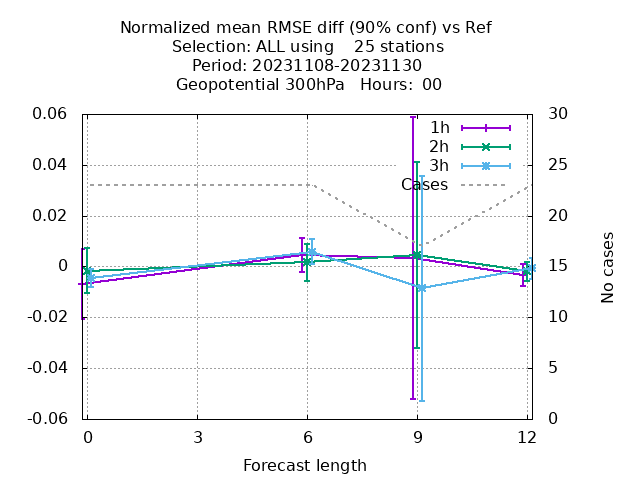 Normalized mean RMSE diff (90% conf) vs Ref
Selection: ALL using    25 stations
Period: 20231108-20231130
Geopotential 300hPa   Hours:  00
0.06
0.04
0.02
0
-0.02
-0.04
-0.06
30
25
20
15
10
5
0
1h
2h
3h
Cases
No cases
0
3
6
9
12
Forecast length